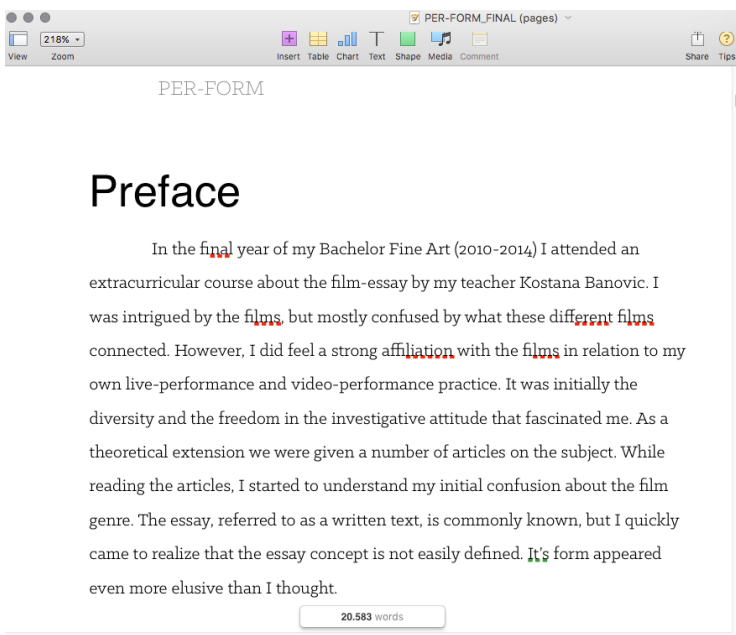 PER-FORM_FINAL (pages)
218%
View
Zoom
Insert
Table
Chart
Text
Shape
Media
Comment
Share
Tips
PER-FORM
Preface
In the final year of my Bachelor Fine Art (2010-2014) I attended an
extracurricular course about the film-essay by my teacher Kostana Banovic. I
was intrigued by the films, but mostly confused by what these different films
connected. However, I did feel a strong affiliation with the films in relation to my
own live-performance and video-performance practice. It was initially the
diversity and the freedom in the investigative attitude that fascinated me. As a
theoretical extension we were given a number of articles on the subject. While
reading the articles, I started to understand my initial confusion about the film
genre. The essay, referred to as a written text, is commonly known, but I quickly
came to realize that the essay concept is not easily defined. It's form appeared
even more elusive than I thought.
20.583 words